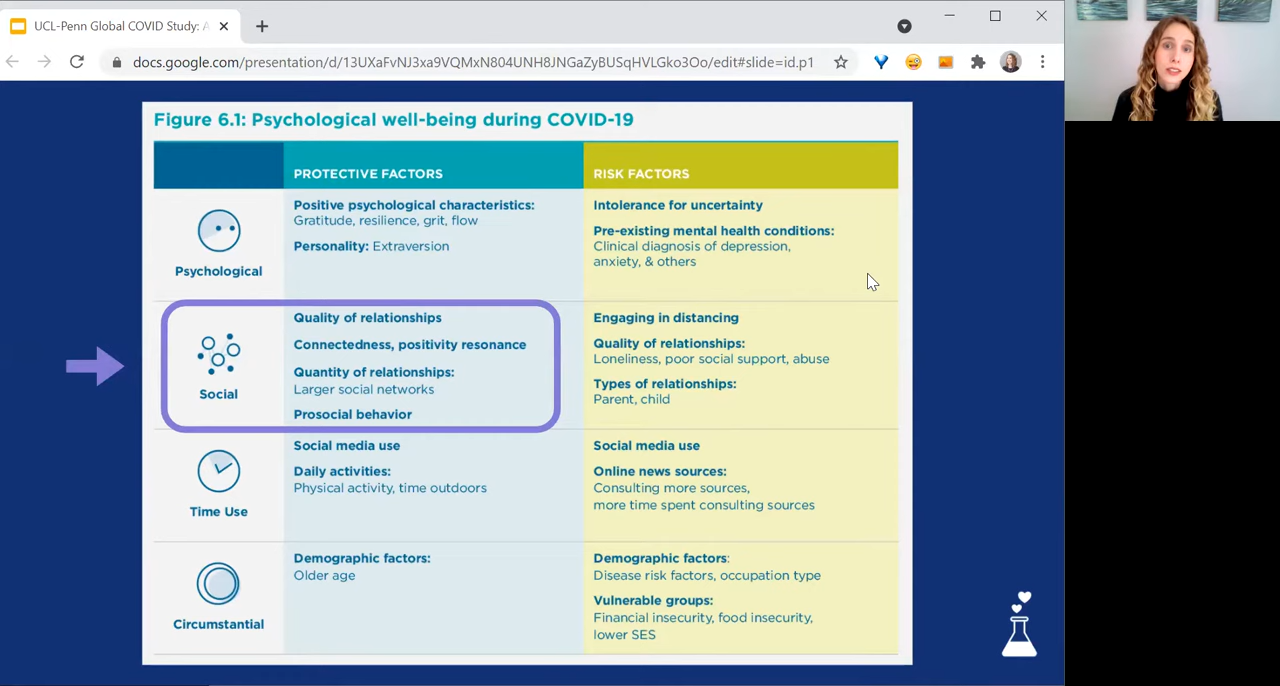 UCL-Penn Global COVID Study: A
docs.google.com/presentation/d/13UXaFvNJ3xa9VQMxN804UNH8JNGaZyBUSqHVLGko3Oo/edit#slide=id.p1
Figure 6.1: Psychological well-being during COVID-19
PROTECTIVE FACTORS
RISK FACTORS
Psychological
Positive psychological characteristics:
Gratitude, resilience, grit, flow
Personality: Extraversion
Intolerance for uncertainty
Pre-existing mental health conditions:
Clinical diagnosis of depression,
anxiety, & others
Social
Quality of relationships
Connectedness, positivity resonance
Quantity of relationships:
Larger social networks
Prosocial behavior
Engaging in distancing
Quality of relationships:
Loneliness, poor social support, abuse
Types of relationships:
Parent, child
Time Use
Social media use
Daily activities:
Physical activity, time outdoors
Social media use
Online news sources:
Consulting more sources,
more time spent consulting sources
Circumstantial
Demographic factors:
Older age
Demographic factors:
Disease risk factors, occupation type
Vulnerable groups:
Financial insecurity, food insecurity,
lower SES